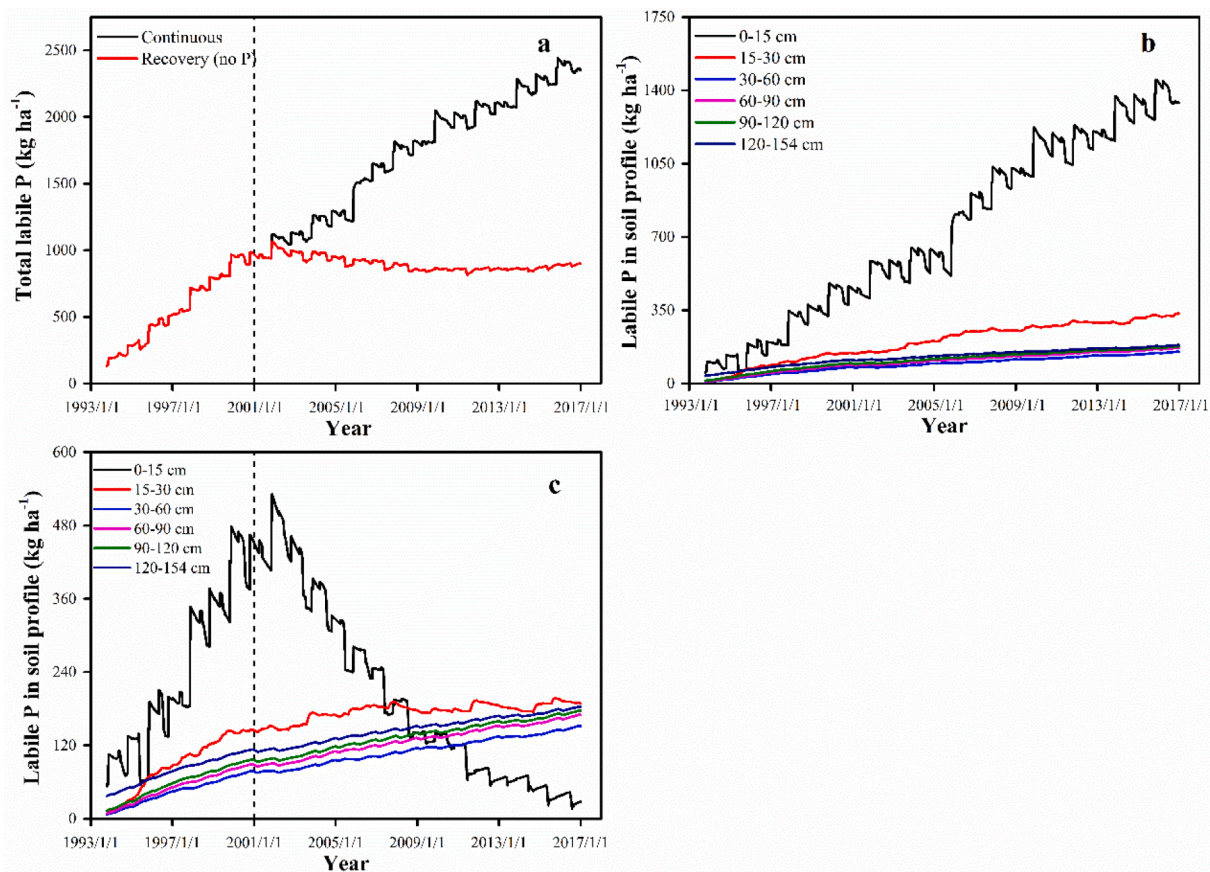 Continuous
Recovery (no P)
a
Total labile P (kg ha⁻¹)
2500
2000
1500
1000
500
0
1993/1/1 1997/1/1 2001/1/1 2005/1/1 2009/1/1 2013/1/1 2017/1/1
Year
0-15 cm
15-30 cm
30-60 cm
60-90 cm
90-120 cm
120-154 cm
b
Labile P in soil profile (kg ha⁻¹)
1750
1400
1050
700
350
0
1993/1/1 1997/1/1 2001/1/1 2005/1/1 2009/1/1 2013/1/1 2017/1/1
Year
0-15 cm
15-30 cm
30-60 cm
60-90 cm
90-120 cm
120-154 cm
c
Labile P in soil profile (kg ha⁻¹)
600
480
360
240
120
0
1993/1/1 1997/1/1 2001/1/1 2005/1/1 2009/1/1 2013/1/1 2017/1/1
Year